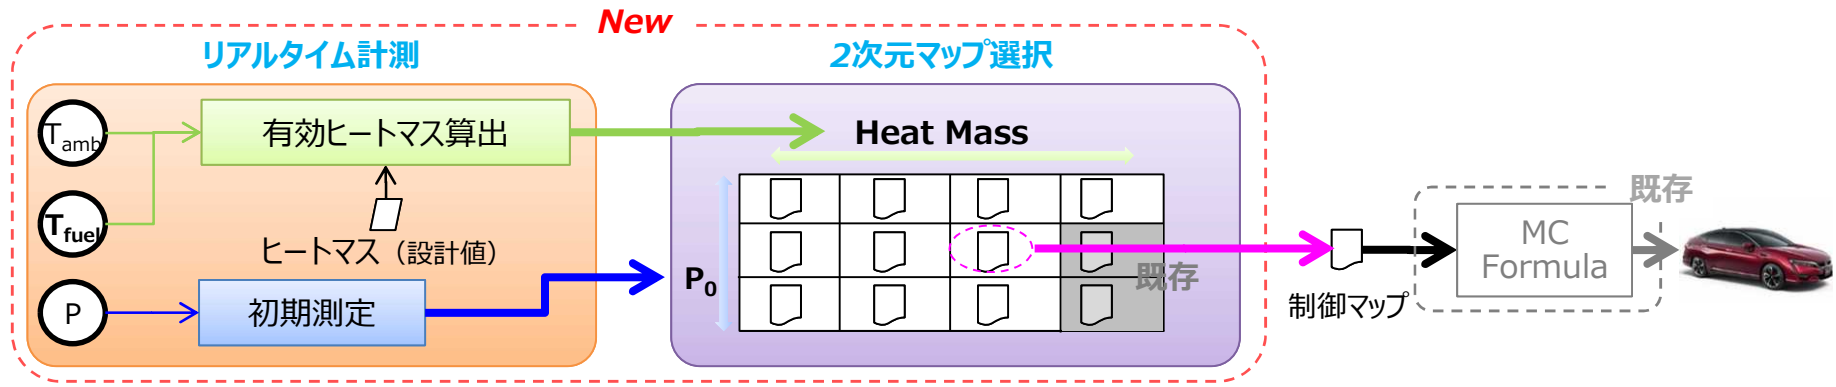 New
リアルタイム計測
2次元マップ選択
Tamb
有効ヒートマス算出
Heat Mass
Tfuel
ヒートマス（設計値）
P
初期測定
P0
既存
制御マップ
既存
MC
Formula